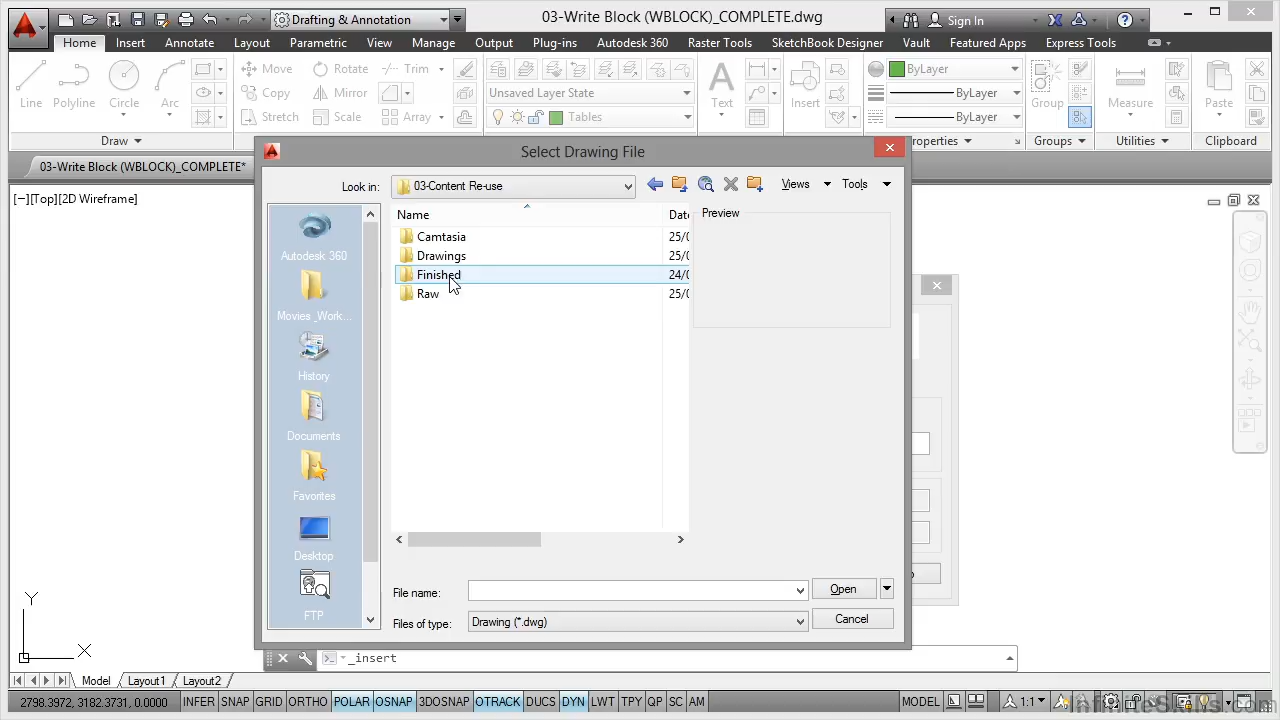 Drafting & Annotation
03-Write Block (WBLOCK)_COMPLETE.dwg
Sign In
Home Insert Annotate Layout Parametric View Manage Output Plug-ins Autodesk 360 Raster Tools SketchBook Designer Vault Featured Apps Express Tools
Line Polyline Circle Arc
Move Rotate Trim
Copy Mirror
Stretch Scale Array
Unsaved Layer State
Tables
Text
Insert
ByLayer
ByLayer
ByLayer
Group
Measure
Paste
Draw
Properties
Groups
Utilities
Clipboard
03-Write Block (WBLOCK)_COMPLETE*
[−][Top][2D Wireframe]
Select Drawing File
Look in: 03-Content Re-use
Views Tools
Name Date
Preview
Camtasia 25/0
Drawings 25/0
Finished 24/0
Raw 25/0
Autodesk 360
Movies _Work...
History
Documents
Favorites
Desktop
FTP
File name:
Open
Files of type: Drawing (*.dwg)
Cancel
Y
X
_insert
Model Layout1 Layout2
2798.3972, 3182.3731, 0.0000 INFER SNAP GRID ORTHO POLAR OSNAP 3DOSNAP OTRACK DUCS DYN LWT TPY QP SC AM MODEL 1:1
InfiniteSkills.com